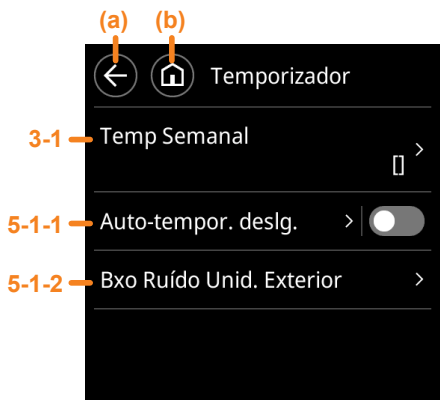 (a) (b)
Temporizador
3-1 Temp Semanal
[]
5-1-1 Auto-tempor. deslg.
5-1-2 Bxo Ruído Unid. Exterior